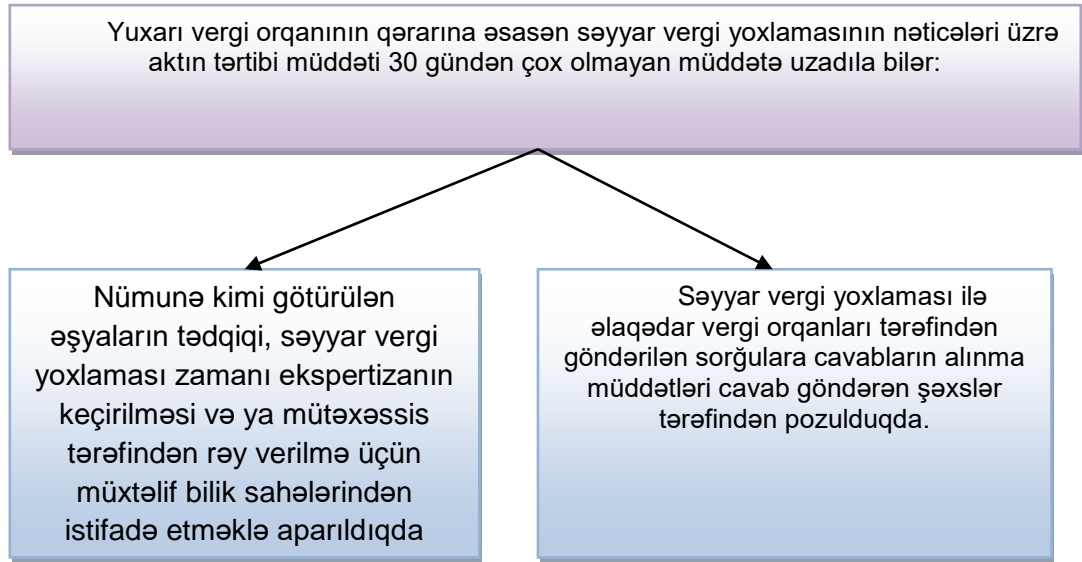 Yuxarı vergi orqanının qərarına əsasən səyyar vergi yoxlamasının nəticələri üzrə
aktın tərtibi müddəti 30 gündən çox olmayan müddətə uzadıla bilər:
Nümunə kimi götürülən
əşyaların tədqiqi, səyyar vergi
yoxlaması zamanı ekspertizanın
keçirilməsi və ya mütəxəssis
tərəfindən rəy verilmə üçün
müxtəlif bilik sahələrindən
istifadə etməklə aparıldıqda
Səyyar vergi yoxlaması ilə
əlaqədar vergi orqanları tərəfindən
göndərilən sorğulara cavabların alınma
müddətləri cavab göndərən şəxslər
tərəfindən pozulduqda.